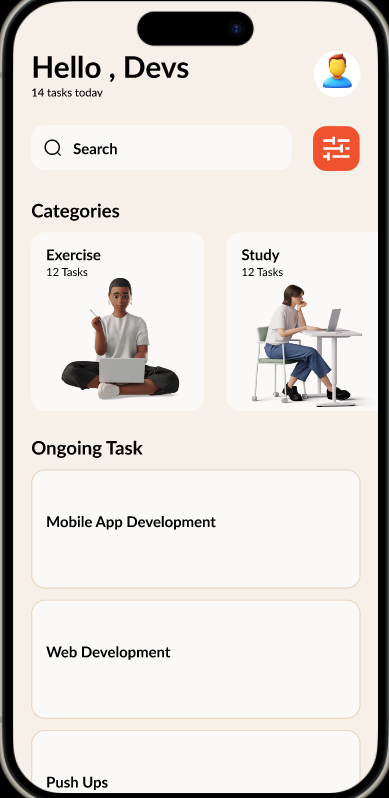 Hello , Devs
14 tasks today
Search
Categories
Exercise
12 Tasks
Study
12 Tasks
Ongoing Task
Mobile App Development
Web Development
Push Ups